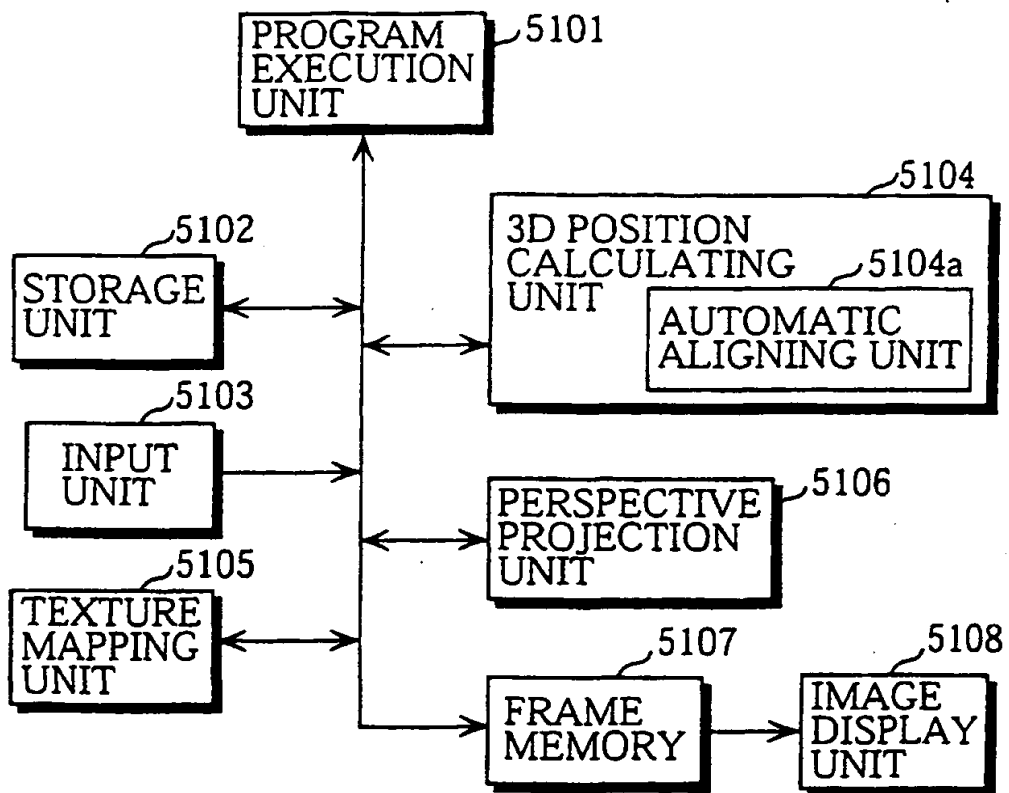 PROGRAM
EXECUTION
UNIT
5101
5102
STORAGE
UNIT
5104
3D POSITION
CALCULATING
UNIT
5104a
AUTOMATIC
ALIGNING UNIT
5103
INPUT
UNIT
5106
PERSPECTIVE
PROJECTION
UNIT
5105
TEXTURE
MAPPING
UNIT
5107
FRAME
MEMORY
5108
IMAGE
DISPLAY
UNIT